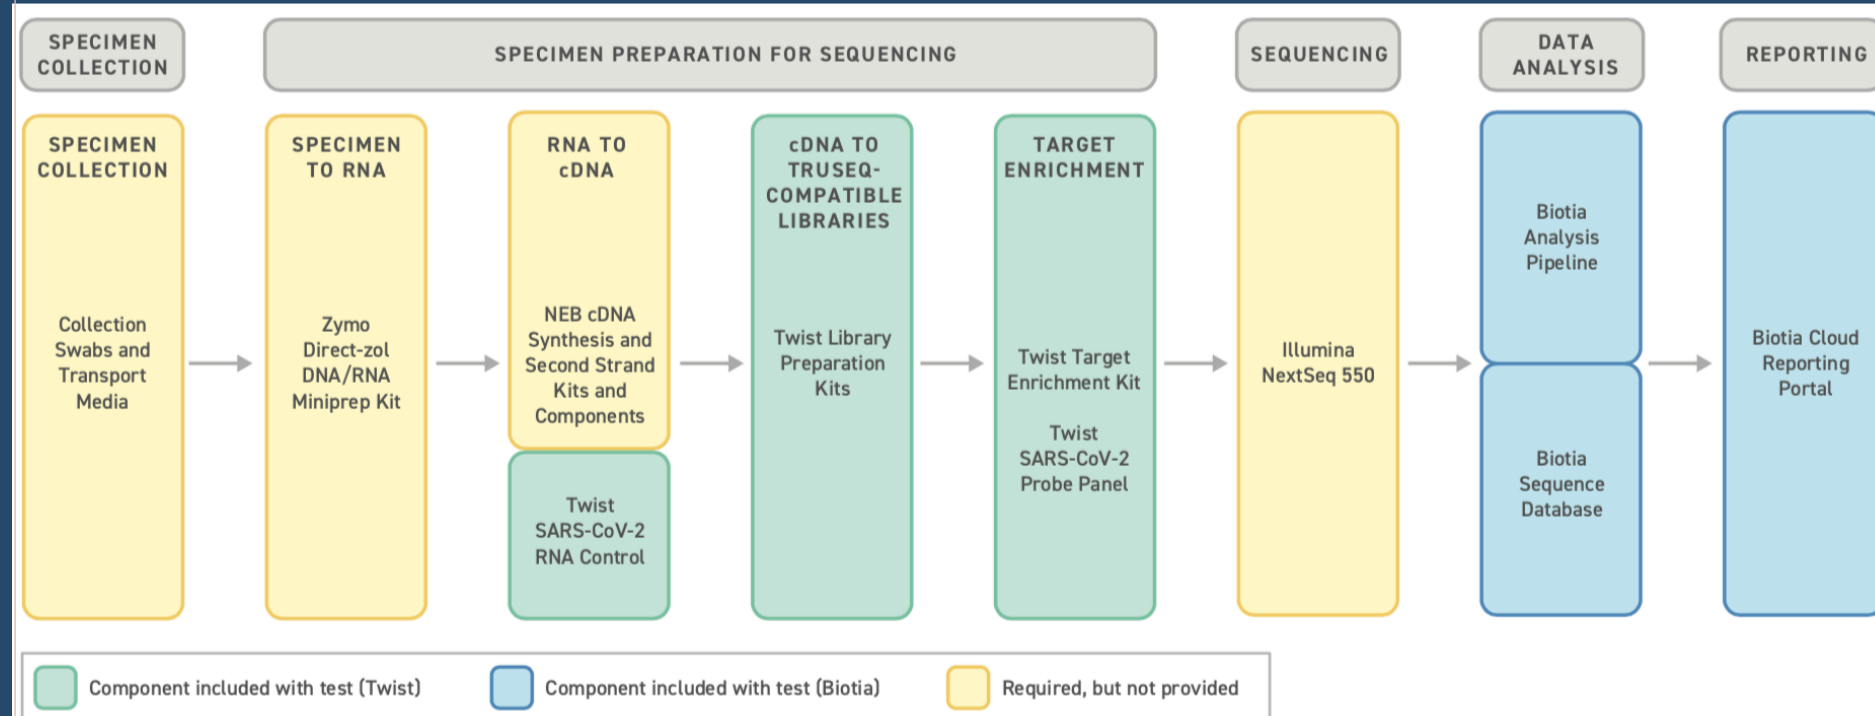 SPECIMEN
COLLECTION
SPECIMEN PREPARATION FOR SEQUENCING
SEQUENCING
DATA
ANALYSIS
REPORTING
SPECIMEN
COLLECTION
Collection
Swabs and
Transport
Media
SPECIMEN
TO RNA
Zymo
Direct-zol
DNA/RNA
Miniprep Kit
RNA TO
cDNA
NEB cDNA
Synthesis and
Second Strand
Kits and
Components
Twist
SARS-CoV-2
RNA Control
cDNA TO
TRUSEQ-
COMPATIBLE
LIBRARIES
Twist Library
Preparation
Kits
TARGET
ENRICHMENT
Twist Target
Enrichment Kit
Twist
SARS-CoV-2
Probe Panel
Illumina
NextSeq 550
Biotia
Analysis
Pipeline
Biotia
Sequence
Database
Biotia Cloud
Reporting
Portal
Component included with test (Twist)
Component included with test (Biotia)
Required, but not provided